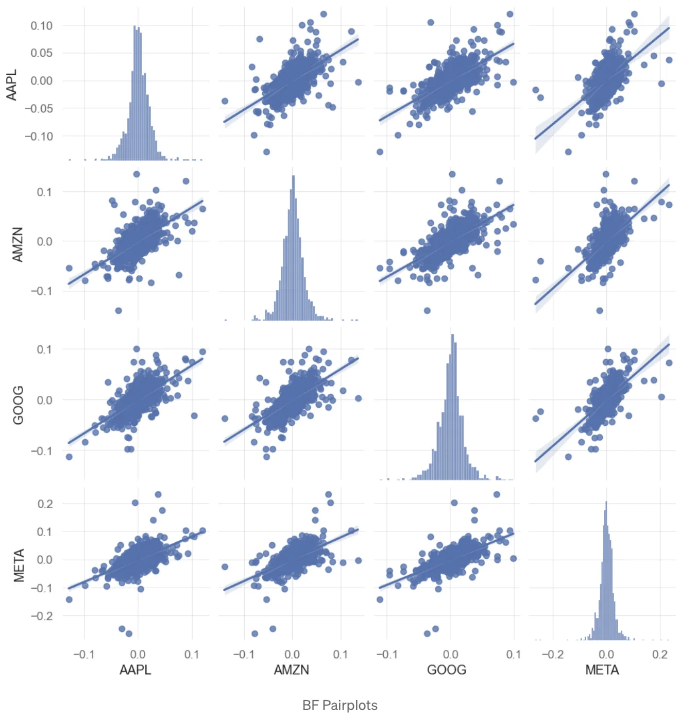 0.10
0.05
0.00
−0.05
−0.10
AAPL
0.1
0.0
−0.1
AMZN
0.1
0.0
−0.1
GOOG
0.2
0.1
0.0
−0.1
−0.2
META
−0.1 0.0 0.1 −0.1 0.0 0.1 −0.1 0.0 0.1 −0.2 0.0 0.2
AAPL AMZN GOOG META
BF Pairplots